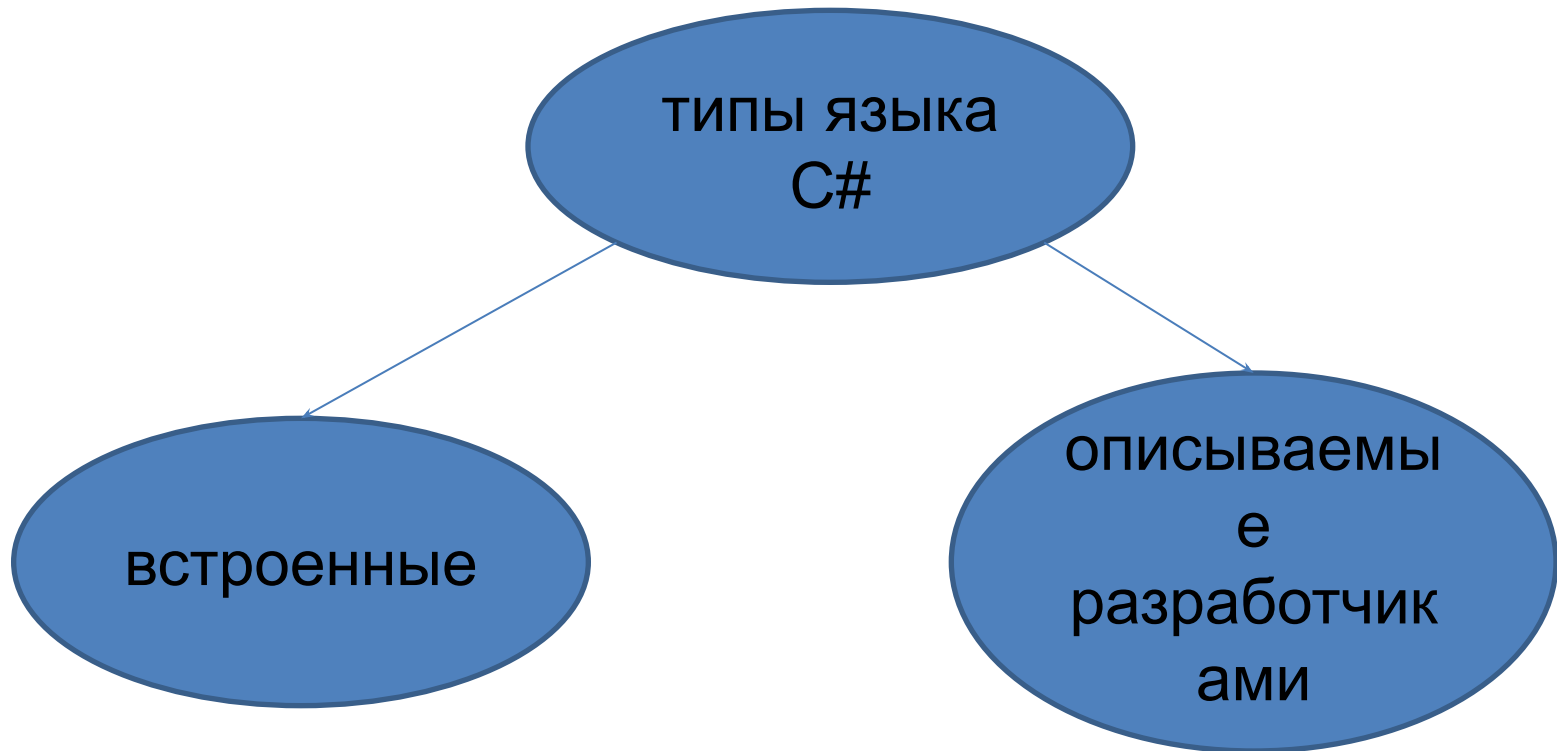 типы языка
C#
встроенные
описываемы
е
разработчик
ами